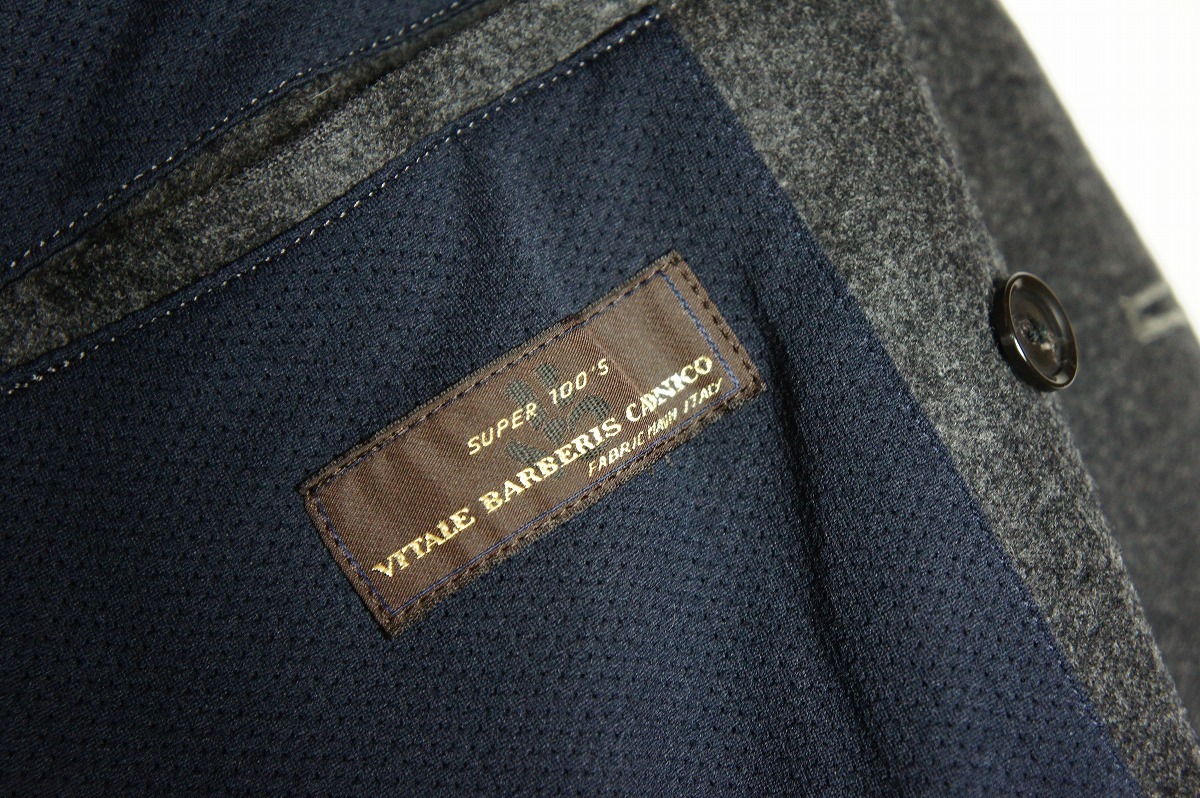 SUPER 100'S
VITALE BARBERIS CANONICO
FABRIC MADE IN ITALY